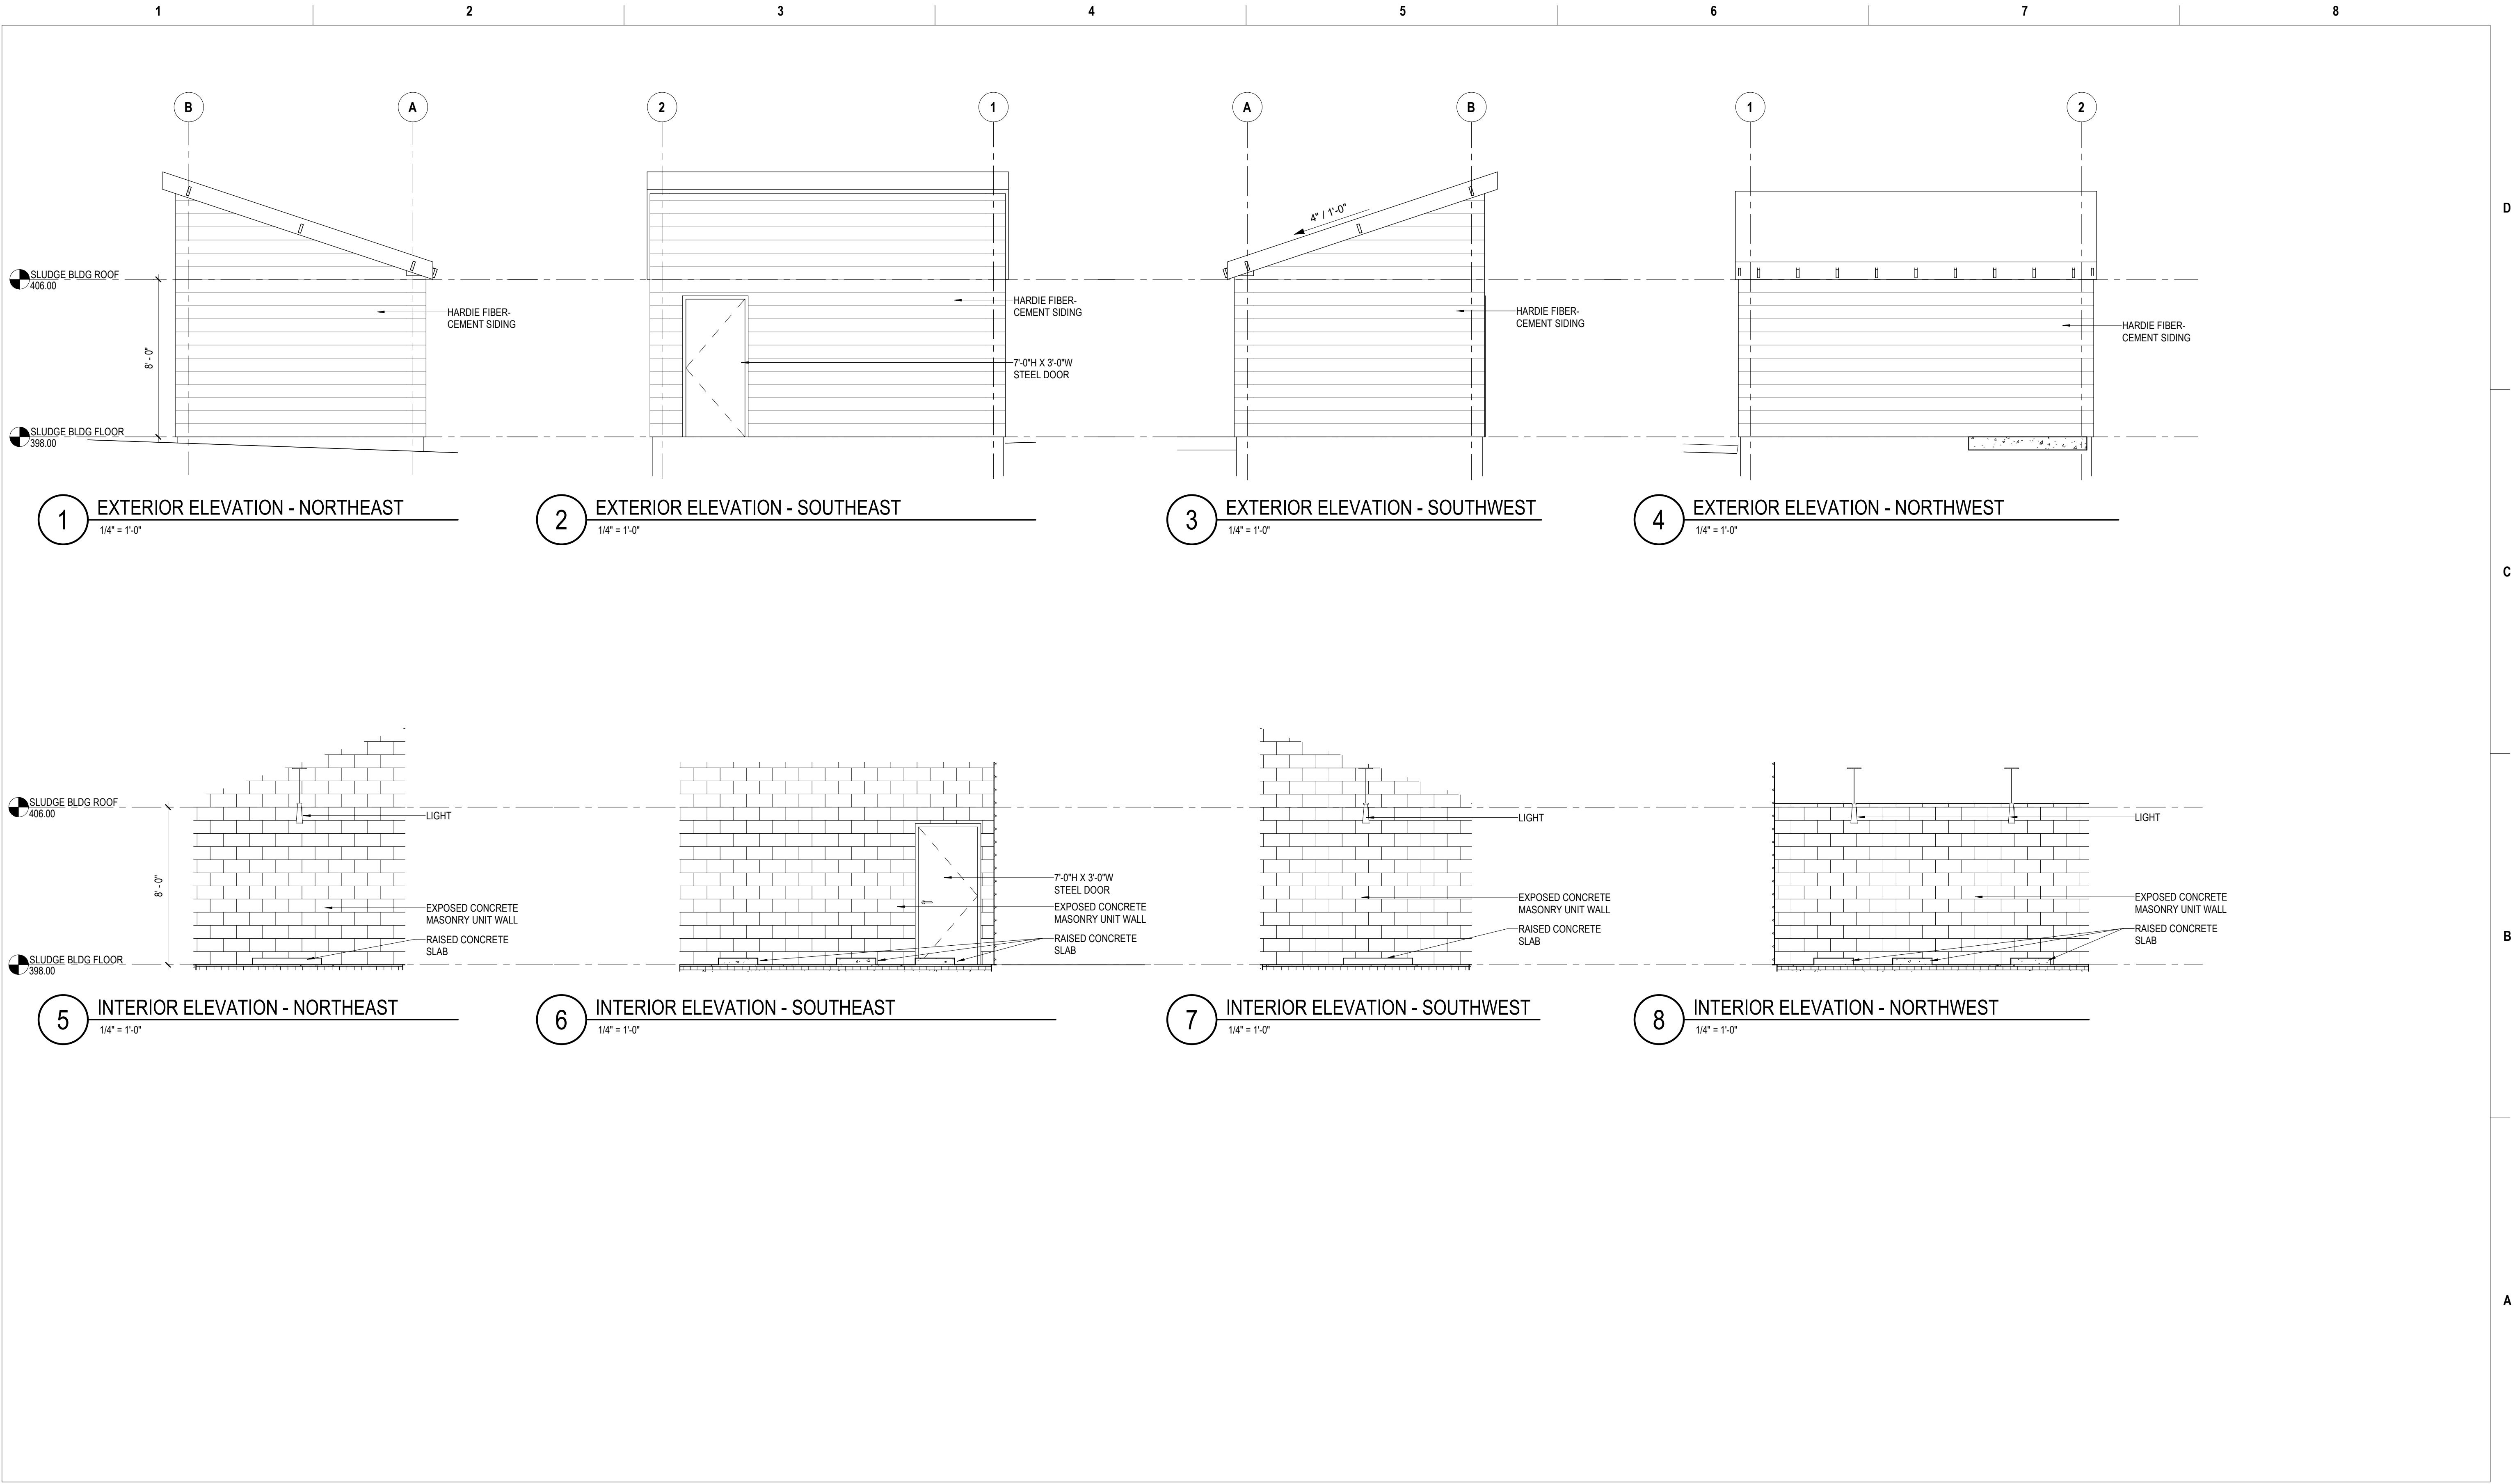 1 2 3 4 5 6 7 8
B A 2 1 A B 1 2
D
4" / 1'-0"
SLUDGE BLDG ROOF
406.00
HARDIE FIBER-
CEMENT SIDING
HARDIE FIBER-
CEMENT SIDING
HARDIE FIBER-
CEMENT SIDING
HARDIE FIBER-
CEMENT SIDING
8' - 0"
7'-0"H X 3'-0"W
STEEL DOOR
SLUDGE BLDG FLOOR
398.00
1 EXTERIOR ELEVATION - NORTHEAST
1/4" = 1'-0"
2 EXTERIOR ELEVATION - SOUTHEAST
1/4" = 1'-0"
3 EXTERIOR ELEVATION - SOUTHWEST
1/4" = 1'-0"
4 EXTERIOR ELEVATION - NORTHWEST
1/4" = 1'-0"
C
SLUDGE BLDG ROOF
406.00
8' - 0"
SLUDGE BLDG FLOOR
398.00
LIGHT
EXPOSED CONCRETE
MASONRY UNIT WALL
RAISED CONCRETE
SLAB
7'-0"H X 3'-0"W
STEEL DOOR
EXPOSED CONCRETE
MASONRY UNIT WALL
RAISED CONCRETE
SLAB
LIGHT
EXPOSED CONCRETE
MASONRY UNIT WALL
RAISED CONCRETE
SLAB
LIGHT
EXPOSED CONCRETE
MASONRY UNIT WALL
RAISED CONCRETE
SLAB
B
5 INTERIOR ELEVATION - NORTHEAST
1/4" = 1'-0"
6 INTERIOR ELEVATION - SOUTHEAST
1/4" = 1'-0"
7 INTERIOR ELEVATION - SOUTHWEST
1/4" = 1'-0"
8 INTERIOR ELEVATION - NORTHWEST
1/4" = 1'-0"
A